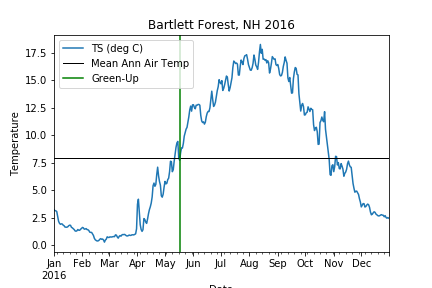 Bartlett Forest, NH 2016
TS (deg C)
Mean Ann Air Temp
Green-Up
17.5
15.0
12.5
10.0
7.5
5.0
2.5
0.0
Temperature
Jan Feb Mar Apr May Jun Jul Aug Sep Oct Nov Dec
2016